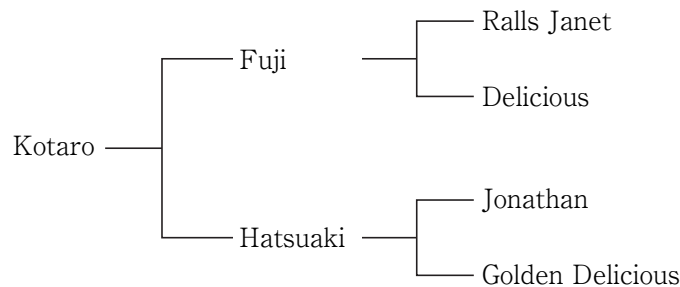 Ralls Janet
Fuji
Delicious
Kotaro
Jonathan
Hatsuaki
Golden Delicious